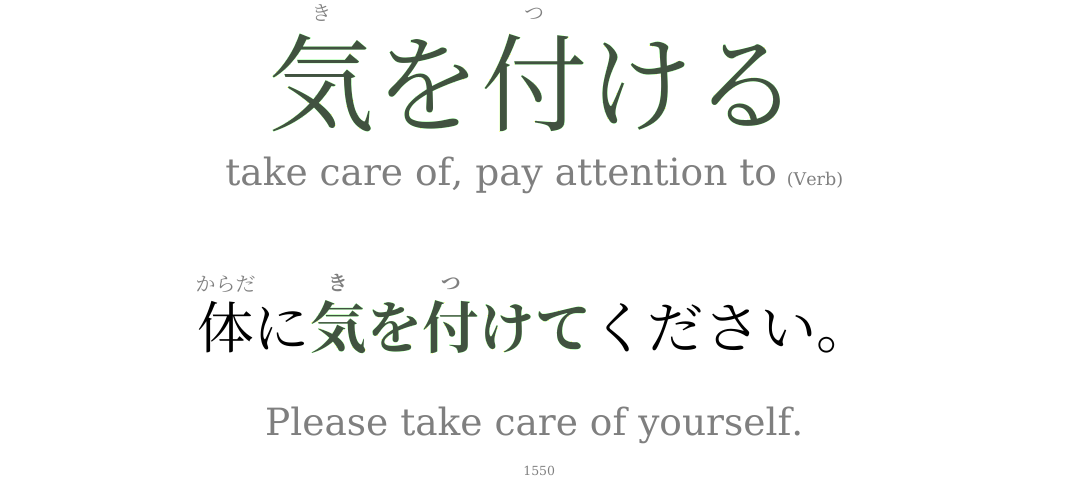 き つ
気を付ける
take care of, pay attention to (Verb)
からだ き つ
体に気を付けてください。
Please take care of yourself.
1550